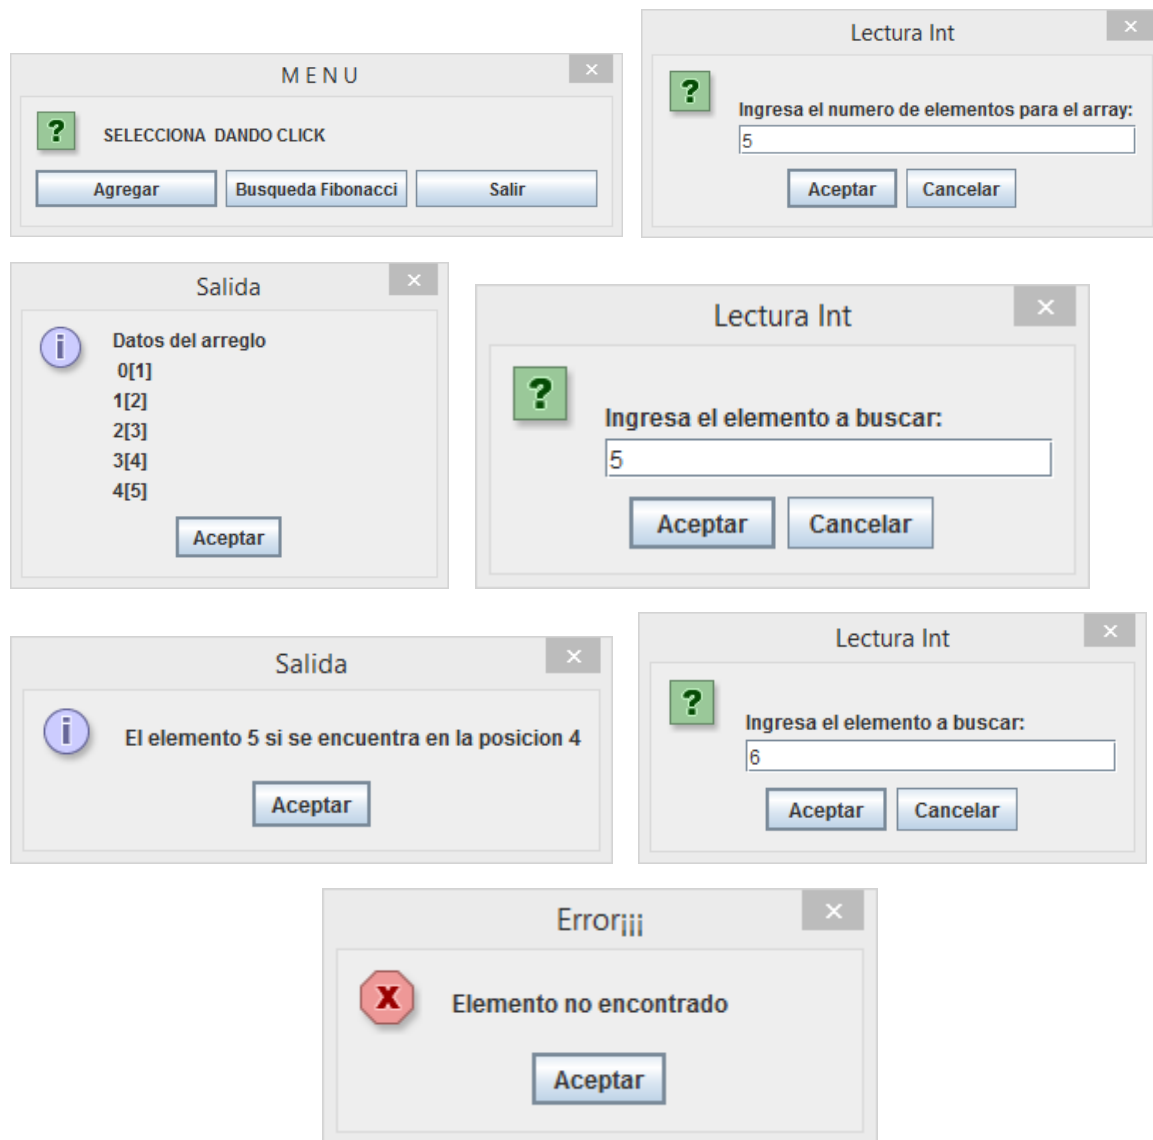 M E N U
SELECCIONA DANDO CLICK
Agregar
Busqueda Fibonacci
Salir
Lectura Int
Ingresa el numero de elementos para el array:
5
Aceptar
Cancelar
Salida
Datos del arreglo
0[1]
1[2]
2[3]
3[4]
4[5]
Aceptar
Lectura Int
Ingresa el elemento a buscar:
5
Aceptar
Cancelar
Salida
El elemento 5 si se encuentra en la posicion 4
Aceptar
Lectura Int
Ingresa el elemento a buscar:
6
Aceptar
Cancelar
Error¡¡¡
Elemento no encontrado
Aceptar